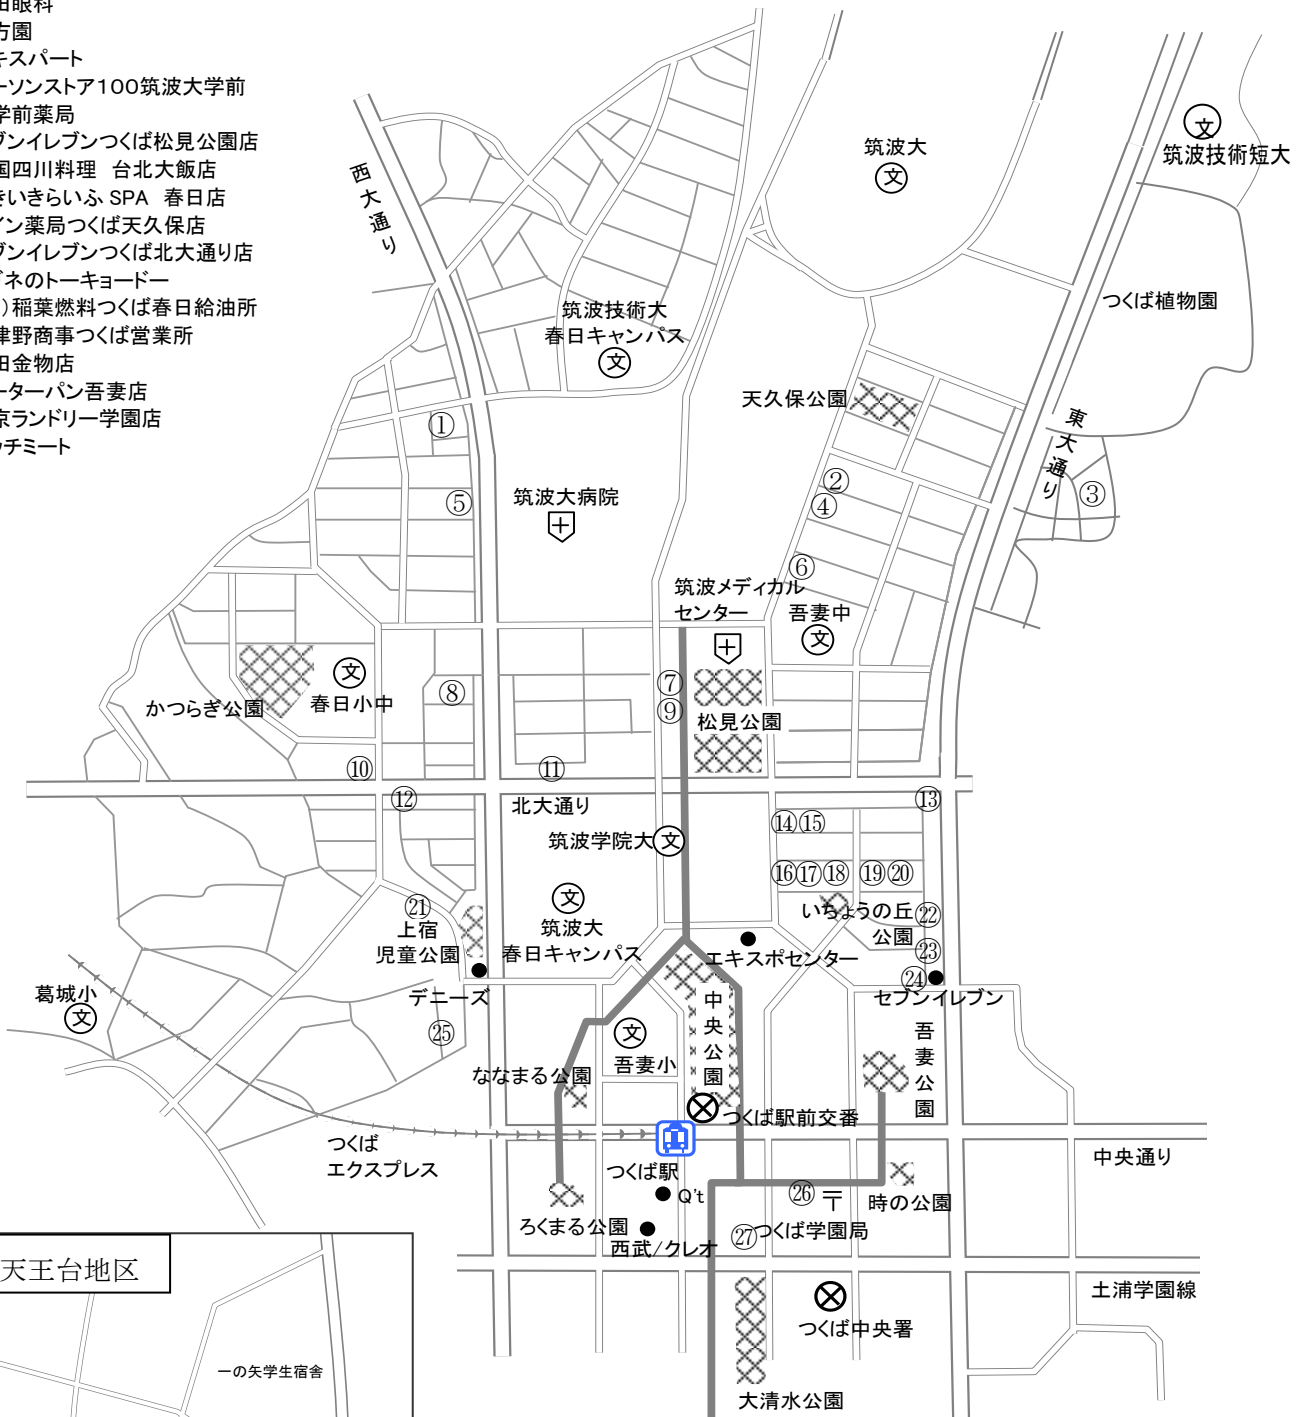 田眼科
方園
キスパート
ーソンストア100筑波大学前
学前薬局
ブンイレブンつくば松見公園店
国四川料理 台北大飯店
きいきらいふ SPA 春日店
イン薬局つくば天久保店
ブンイレブンつくば北大通り店
ガネのトーキョードー
)稲葉燃料つくば春日給油所
津野商事つくば営業所
田金物店
ーターパン吾妻店
京ランドリー学園店
ッチミート
西大通り
筑波大
文
文
筑波技術短大
つくば植物園
筑波技術大
春日キャンパス
文
天久保公園
東大通り
①
②
③
④
⑤
筑波大病院
⑥
筑波メディカル
センター
吾妻中
文
文
春日小中
かつらぎ公園
⑦
⑧
⑨
松見公園
⑩
⑪
⑫
⑬
北大通り
筑波学院大
文
⑭
⑮
⑯
⑰
⑱
⑲
⑳
文
筑波大
春日キャンパス
㉑
上宿
児童公園
いちょうの丘
公園
㉒
㉓
㉔
エキスポセンター
セブンイレブン
デニーズ
葛城小
文
㉕
中央公園
文
吾妻小
吾妻公園
ななまる公園
つくば駅前交番
つくば
エクスプレス
中央通り
つくば駅
Q't
㉖
〒
時の公園
ろくまる公園
西武/クレオ
㉗
つくば学園局
天王台地区
土浦学園線
つくば中央署
一の矢学生宿舎
大清水公園